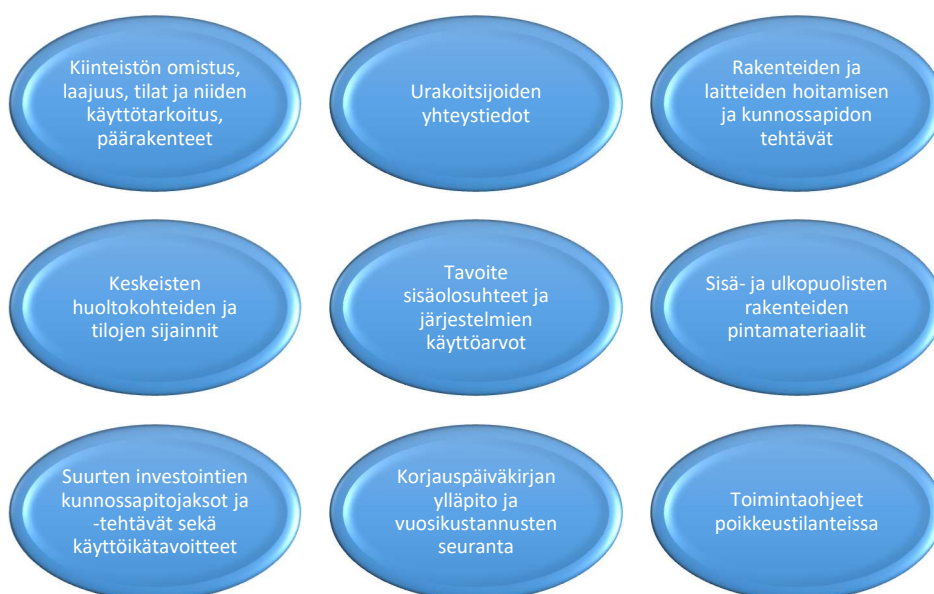 Kiinteistön omistus,
laajuus, tilat ja niiden
käyttötarkoitus,
päärakenteet
Urakoitsijoiden
yhteystiedot
Rakenteiden ja
laitteiden hoitamisen
ja kunnossapidon
tehtävät
Keskeisten
huoltokohteiden ja
tilojen sijainnit
Tavoite
sisäolosuhteet ja
järjestelmien
käyttöarvot
Sisä- ja ulkopuolisten
rakenteiden
pintamateriaalit
Suurten investointien
kunnossapitojaksot ja
-tehtävät sekä
käyttöikätavoitteet
Korjauspäiväkirjan
ylläpito ja
vuosikustannusten
seuranta
Toimintaohjeet
poikkeustilanteissa